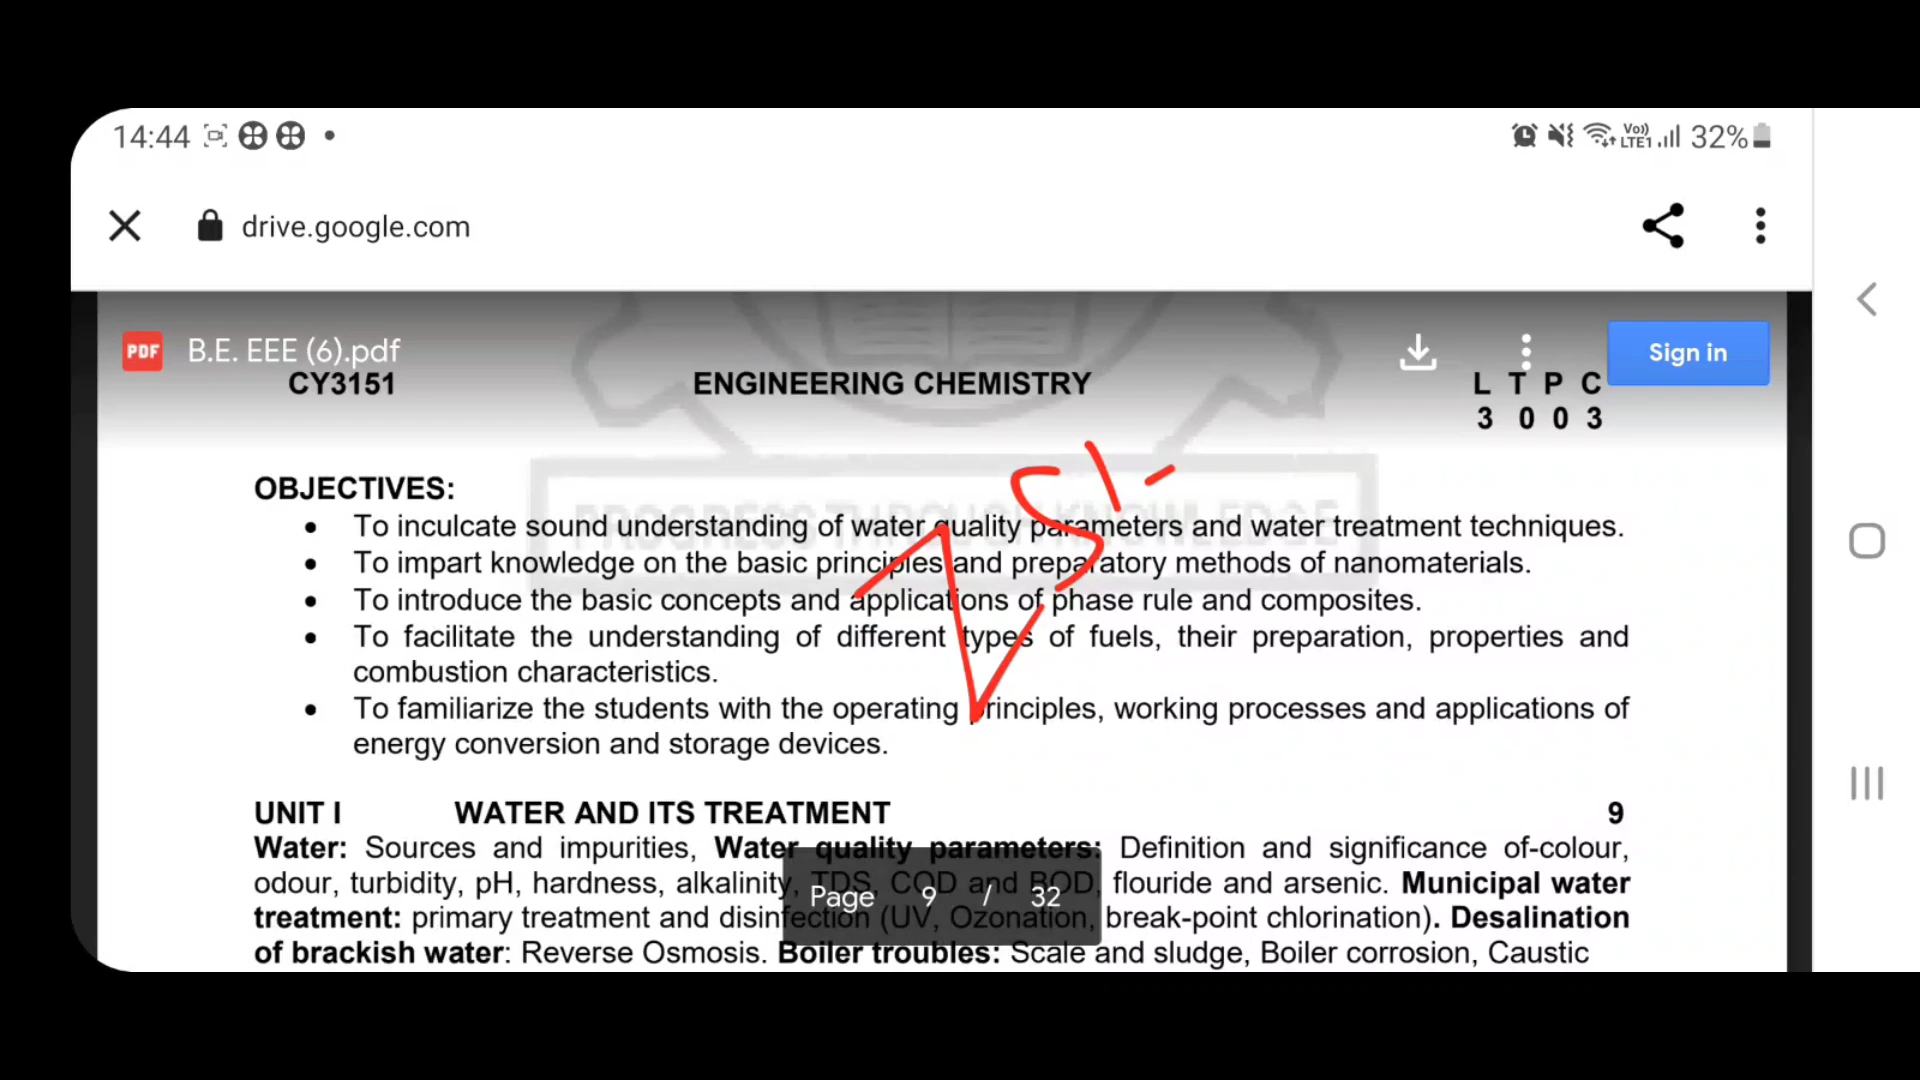 14:44 Vo) LTE1 32%
drive.google.com
PDF B.E. EEE (6).pdf Sign in
CY3151 ENGINEERING CHEMISTRY L T P C
3 0 0 3
PROGRESS THROUGH KNOWLEDGE
OBJECTIVES:
• To inculcate sound understanding of water quality parameters and water treatment techniques.
• To impart knowledge on the basic principles and preparatory methods of nanomaterials.
• To introduce the basic concepts and applications of phase rule and composites.
• To facilitate the understanding of different types of fuels, their preparation, properties and
combustion characteristics.
• To familiarize the students with the operating principles, working processes and applications of
energy conversion and storage devices.
UNIT I WATER AND ITS TREATMENT 9
Water: Sources and impurities, Water quality parameters: Definition and significance of-colour,
odour, turbidity, pH, hardness, alkalinity, TDS, COD and BOD, flouride and arsenic. Municipal water
treatment: primary treatment and disinfection (UV, Ozonation, break-point chlorination). Desalination
of brackish water: Reverse Osmosis. Boiler troubles: Scale and sludge, Boiler corrosion, Caustic
Page 9 / 32